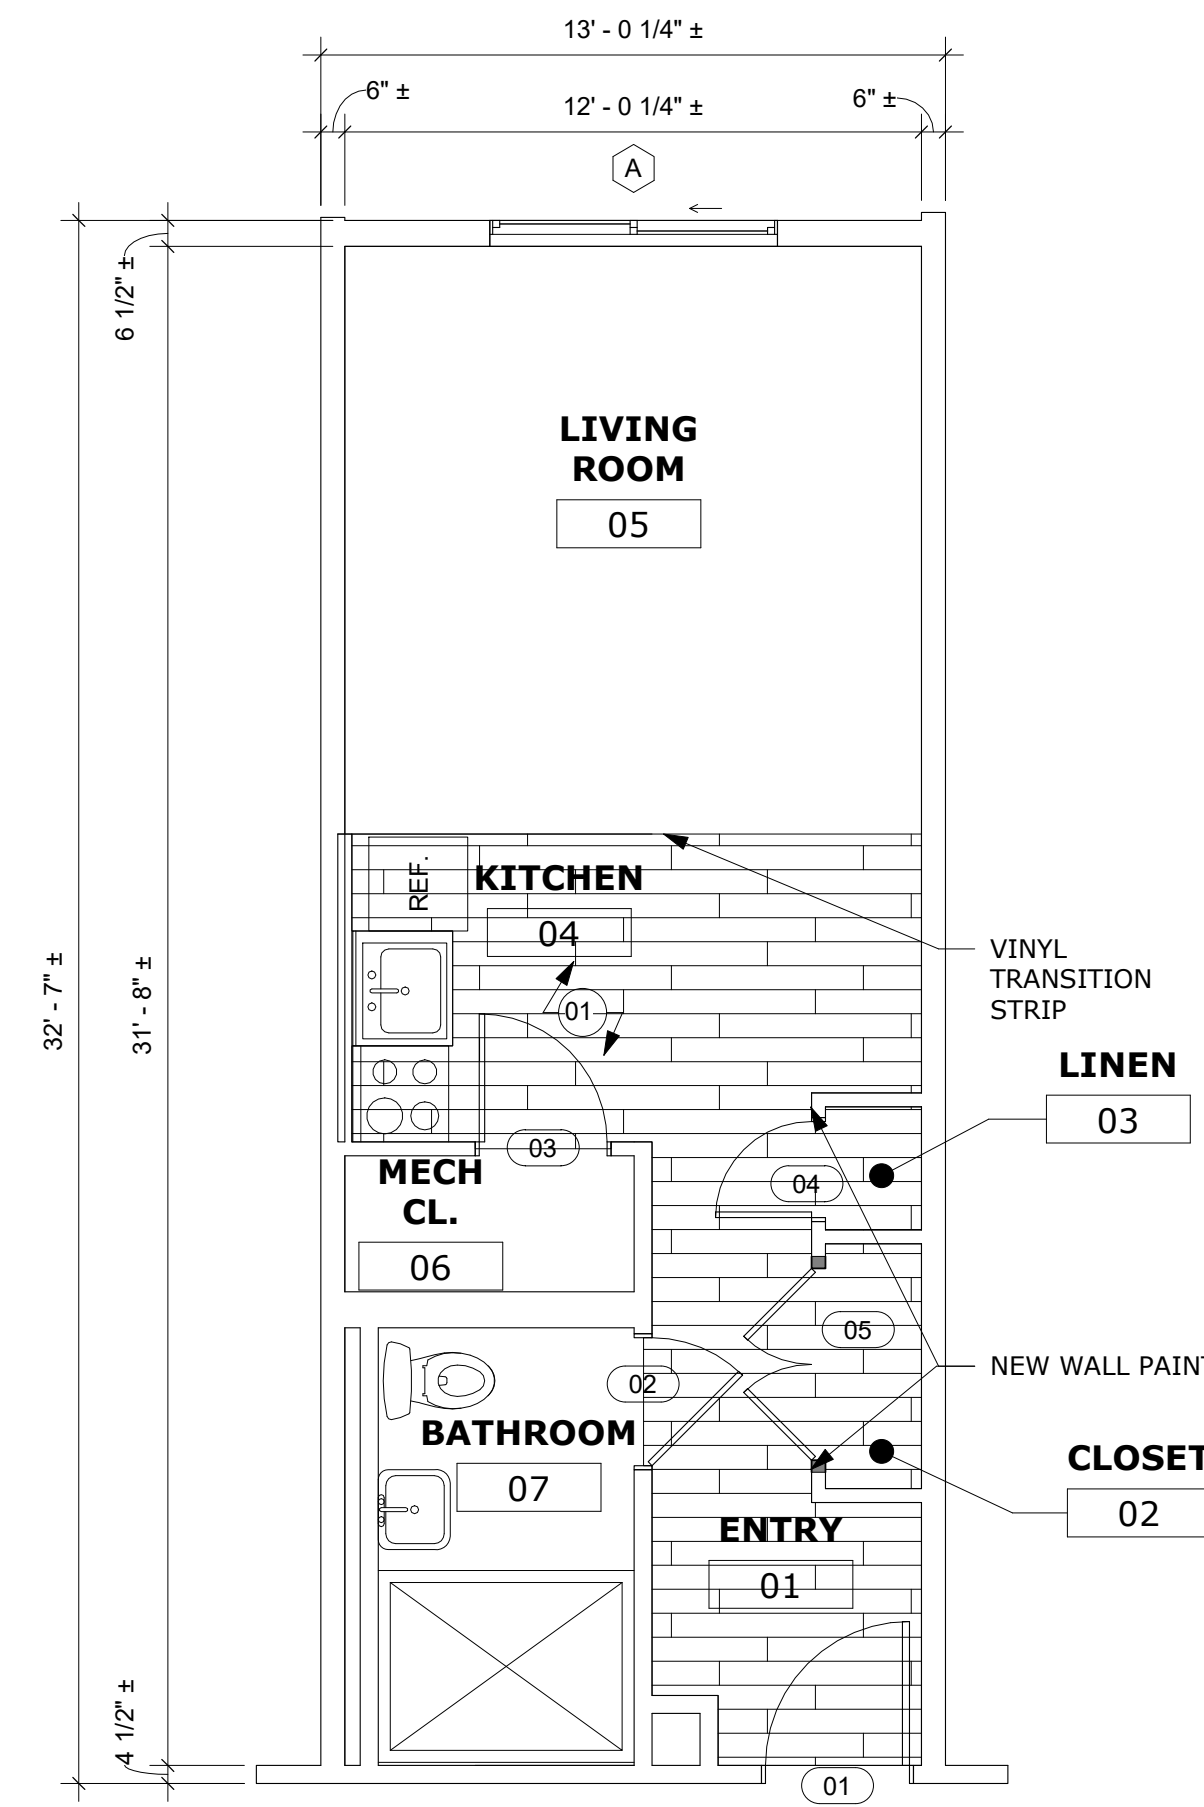 13' - 0 1/4" ±
6" ±
12' - 0 1/4" ±
6" ±
A
6 1/2" ±
LIVING
ROOM
05
REF.
KITCHEN
04
01
VINYL
TRANSITION
STRIP
32' - 7" ±
31' - 8" ±
LINEN
03
03
MECH
CL.
06
04
05
02
NEW WALL PAINT
BATHROOM
07
CLOSET
02
ENTRY
01
4 1/2" ±
01